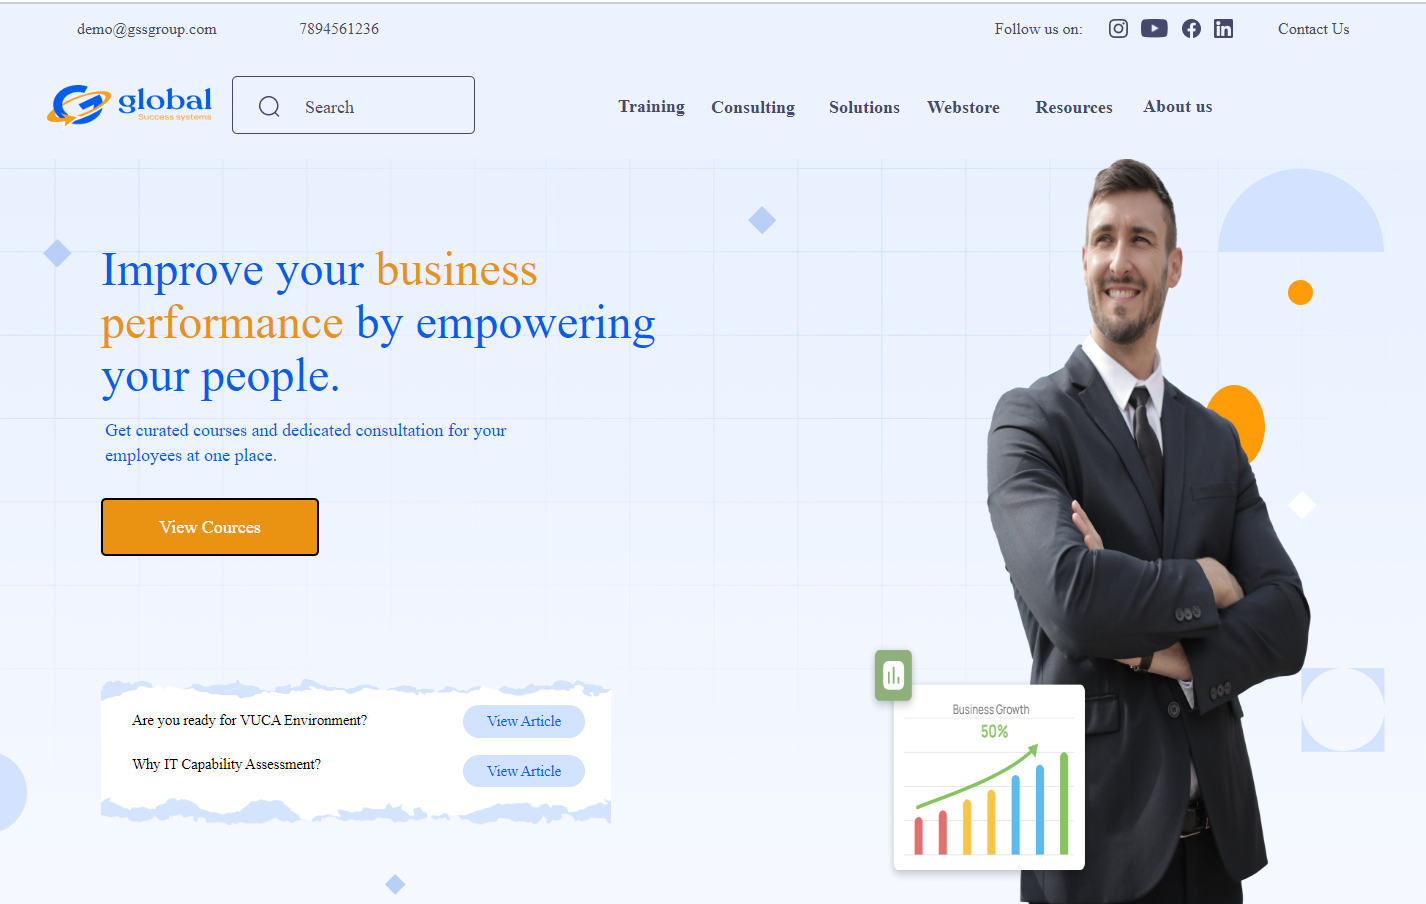 demo@gssgroup.com 7894561236 Follow us on: Contact Us
global
Success systems
Search
Training Consulting Solutions Webstore Resources About us
Improve your business
performance by empowering
your people.
Get curated courses and dedicated consultation for your
employees at one place.
View Cources
Are you ready for VUCA Environment? View Article
Why IT Capability Assessment? View Article
Business Growth
50%